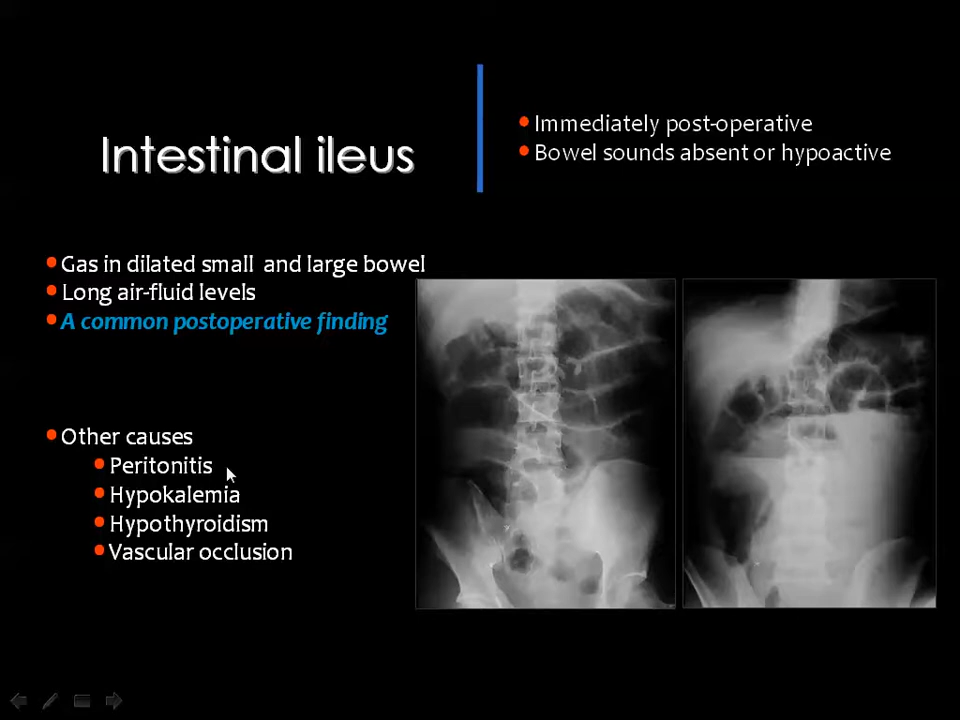 Intestinal ileus
Immediately post-operative
Bowel sounds absent or hypoactive
Gas in dilated small and large bowel
Long air-fluid levels
A common postoperative finding
Other causes
Peritonitis
Hypokalemia
Hypothyroidism
Vascular occlusion